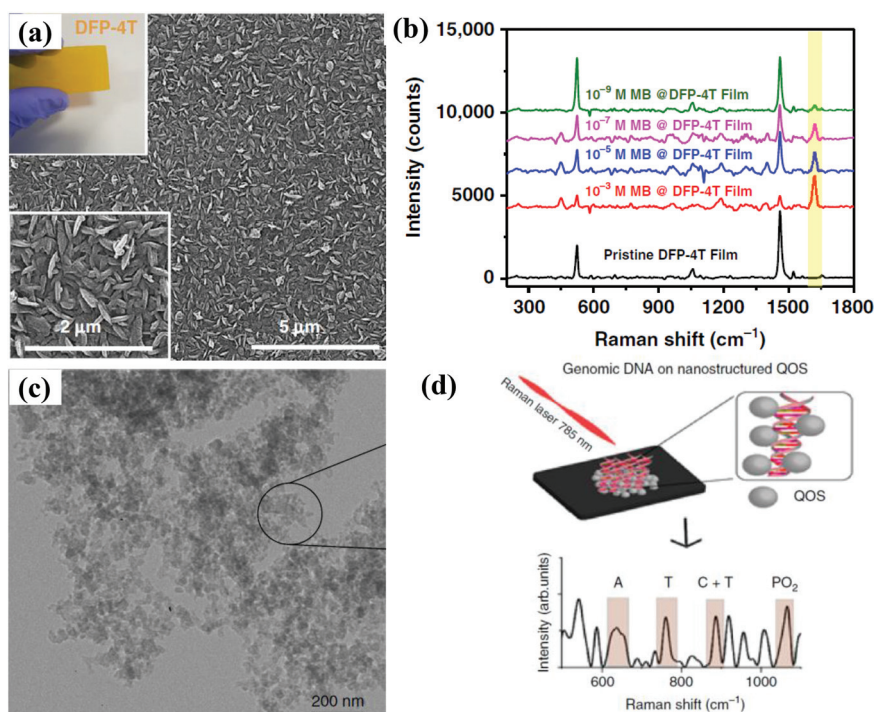 (a)
DFP-4T
2 µm
5 µm
(b)
15,000
10,000
5000
0
Intensity (counts)
10⁻⁹ M MB @DFP-4T Film
10⁻⁷ M MB @ DFP-4T Film
10⁻⁵ M MB @ DFP-4T Film
10⁻³ M MB @ DFP-4T Film
Pristine DFP-4T Film
300 600 900 1200 1500 1800
Raman shift (cm⁻¹)
(c)
200 nm
(d)
Genomic DNA on nanostructured QOS
Raman laser 785 nm
QOS
A T C + T PO₂
Intensity (arb.units)
600 800 1000
Raman shift (cm⁻¹)